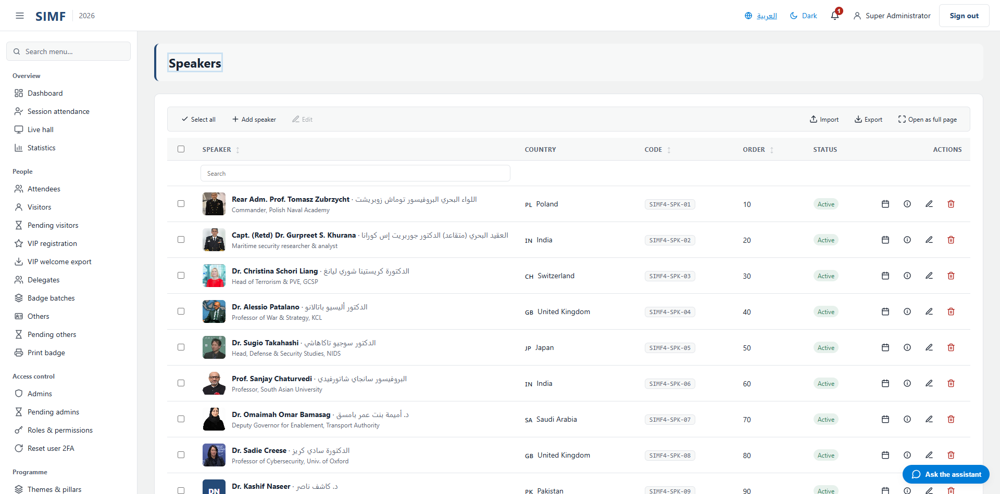 SIMF 2026
العربية Dark 1 Super Administrator Sign out
Search menu...
Overview
Dashboard
Session attendance
Live hall
Statistics
People
Attendees
Visitors
Pending visitors
VIP registration
VIP welcome export
Delegates
Badge batches
Others
Pending others
Print badge
Access control
Admins
Pending admins
Roles & permissions
Reset user 2FA
Programme
Themes & pillars
Speakers
Select all Add speaker Edit Import Export Open as full page
SPEAKER COUNTRY CODE ORDER STATUS ACTIONS
Search
Rear Adm. Prof. Tomasz Zubrzycht · اللواء البحري البروفيسور توماش زوبريشت
Commander, Polish Naval Academy
PL Poland SIMF4-SPK-01 10 Active
Capt. (Retd) Dr. Gurpreet S. Khurana · العقيد البحري (متقاعد) الدكتور جوربريت إس كورانا
Maritime security researcher & analyst
IN India SIMF4-SPK-02 20 Active
Dr. Christina Schori Liang · الدكتورة كريستينا شوري ليانغ
Head of Terrorism & PVE, GCSP
CH Switzerland SIMF4-SPK-03 30 Active
Dr. Alessio Patalano · الدكتور أليسيو باتالانو
Professor of War & Strategy, KCL
GB United Kingdom SIMF4-SPK-04 40 Active
Dr. Sugio Takahashi · الدكتور سوجيو تاكاهاشي
Head, Defense & Security Studies, NIDS
JP Japan SIMF4-SPK-05 50 Active
Prof. Sanjay Chaturvedi · البروفيسور سانجاي شاتورفيدي
Professor, South Asian University
IN India SIMF4-SPK-06 60 Active
Dr. Omaimah Omar Bamasag · د. أميمة بنت عمر بامسق
Deputy Governor for Enablement, Transport Authority
SA Saudi Arabia SIMF4-SPK-07 70 Active
Dr. Sadie Creese · الدكتورة سادي كريز
Professor of Cybersecurity, Univ. of Oxford
GB United Kingdom SIMF4-SPK-08 80 Active
DN
Dr. Kashif Naseer · د. كاشف ناصر
PK Pakistan SIMF4-SPK-09 90 Active
Ask the assistant